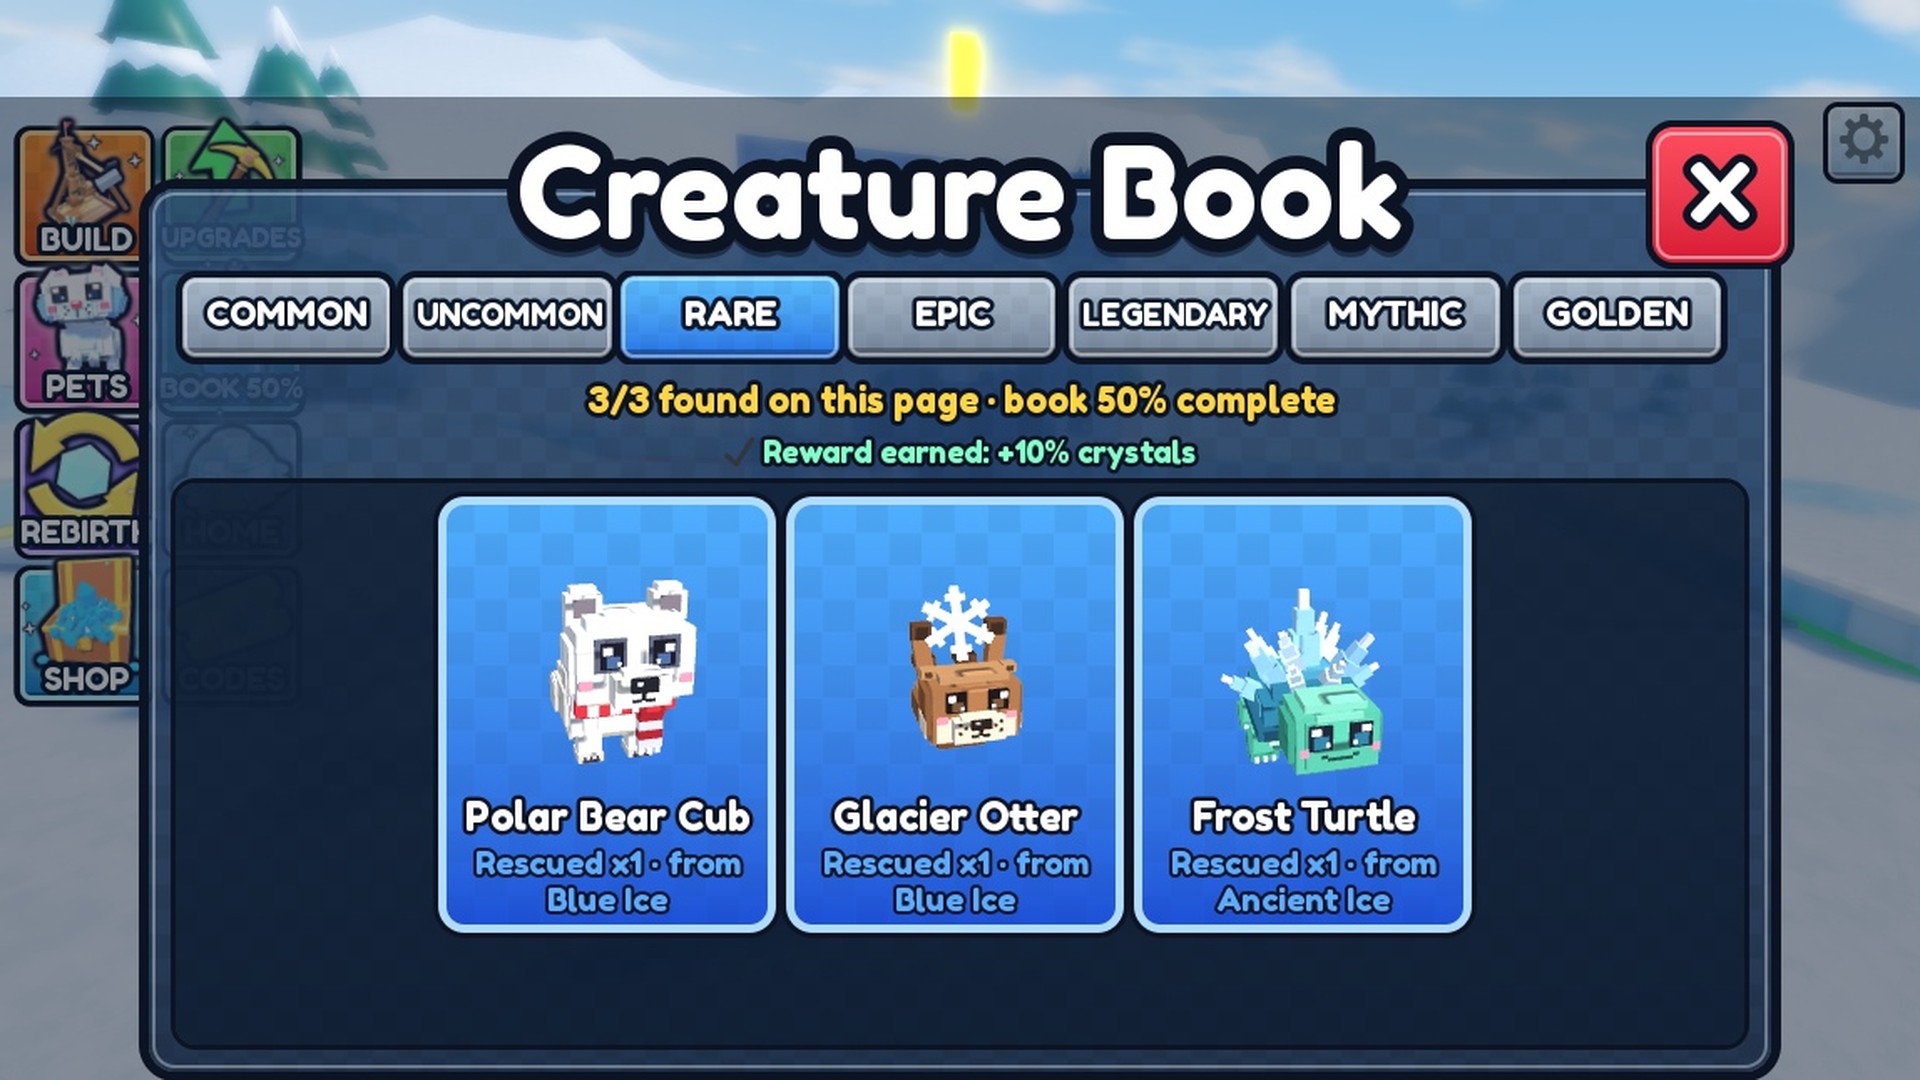 Creature Book
BUILD
UPGRADES
COMMON
UNCOMMON
RARE
EPIC
LEGENDARY
MYTHIC
GOLDEN
PETS
BOOK 50%
3/3 found on this page · book 50% complete
✓ Reward earned: +10% crystals
REBIRTH
HOME
SHOP
CODES
Polar Bear Cub
Rescued x1 · from
Blue Ice
Glacier Otter
Rescued x1 · from
Blue Ice
Frost Turtle
Rescued x1 · from
Ancient Ice